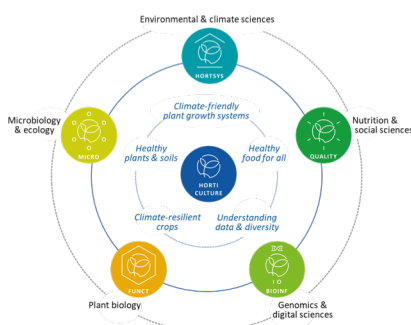 Environmental & climate sciences
HORTSYS
Climate-friendly
plant growth systems
Microbiology
& ecology
MICRO
Healthy
plants & soils
Healthy
food for all
QUALITY
Nutrition &
social sciences
HORTI
CULTURE
Climate-resilient
crops
Understanding
data & diversity
FUNCT
BIOINF
Plant biology
Genomics &
digital sciences